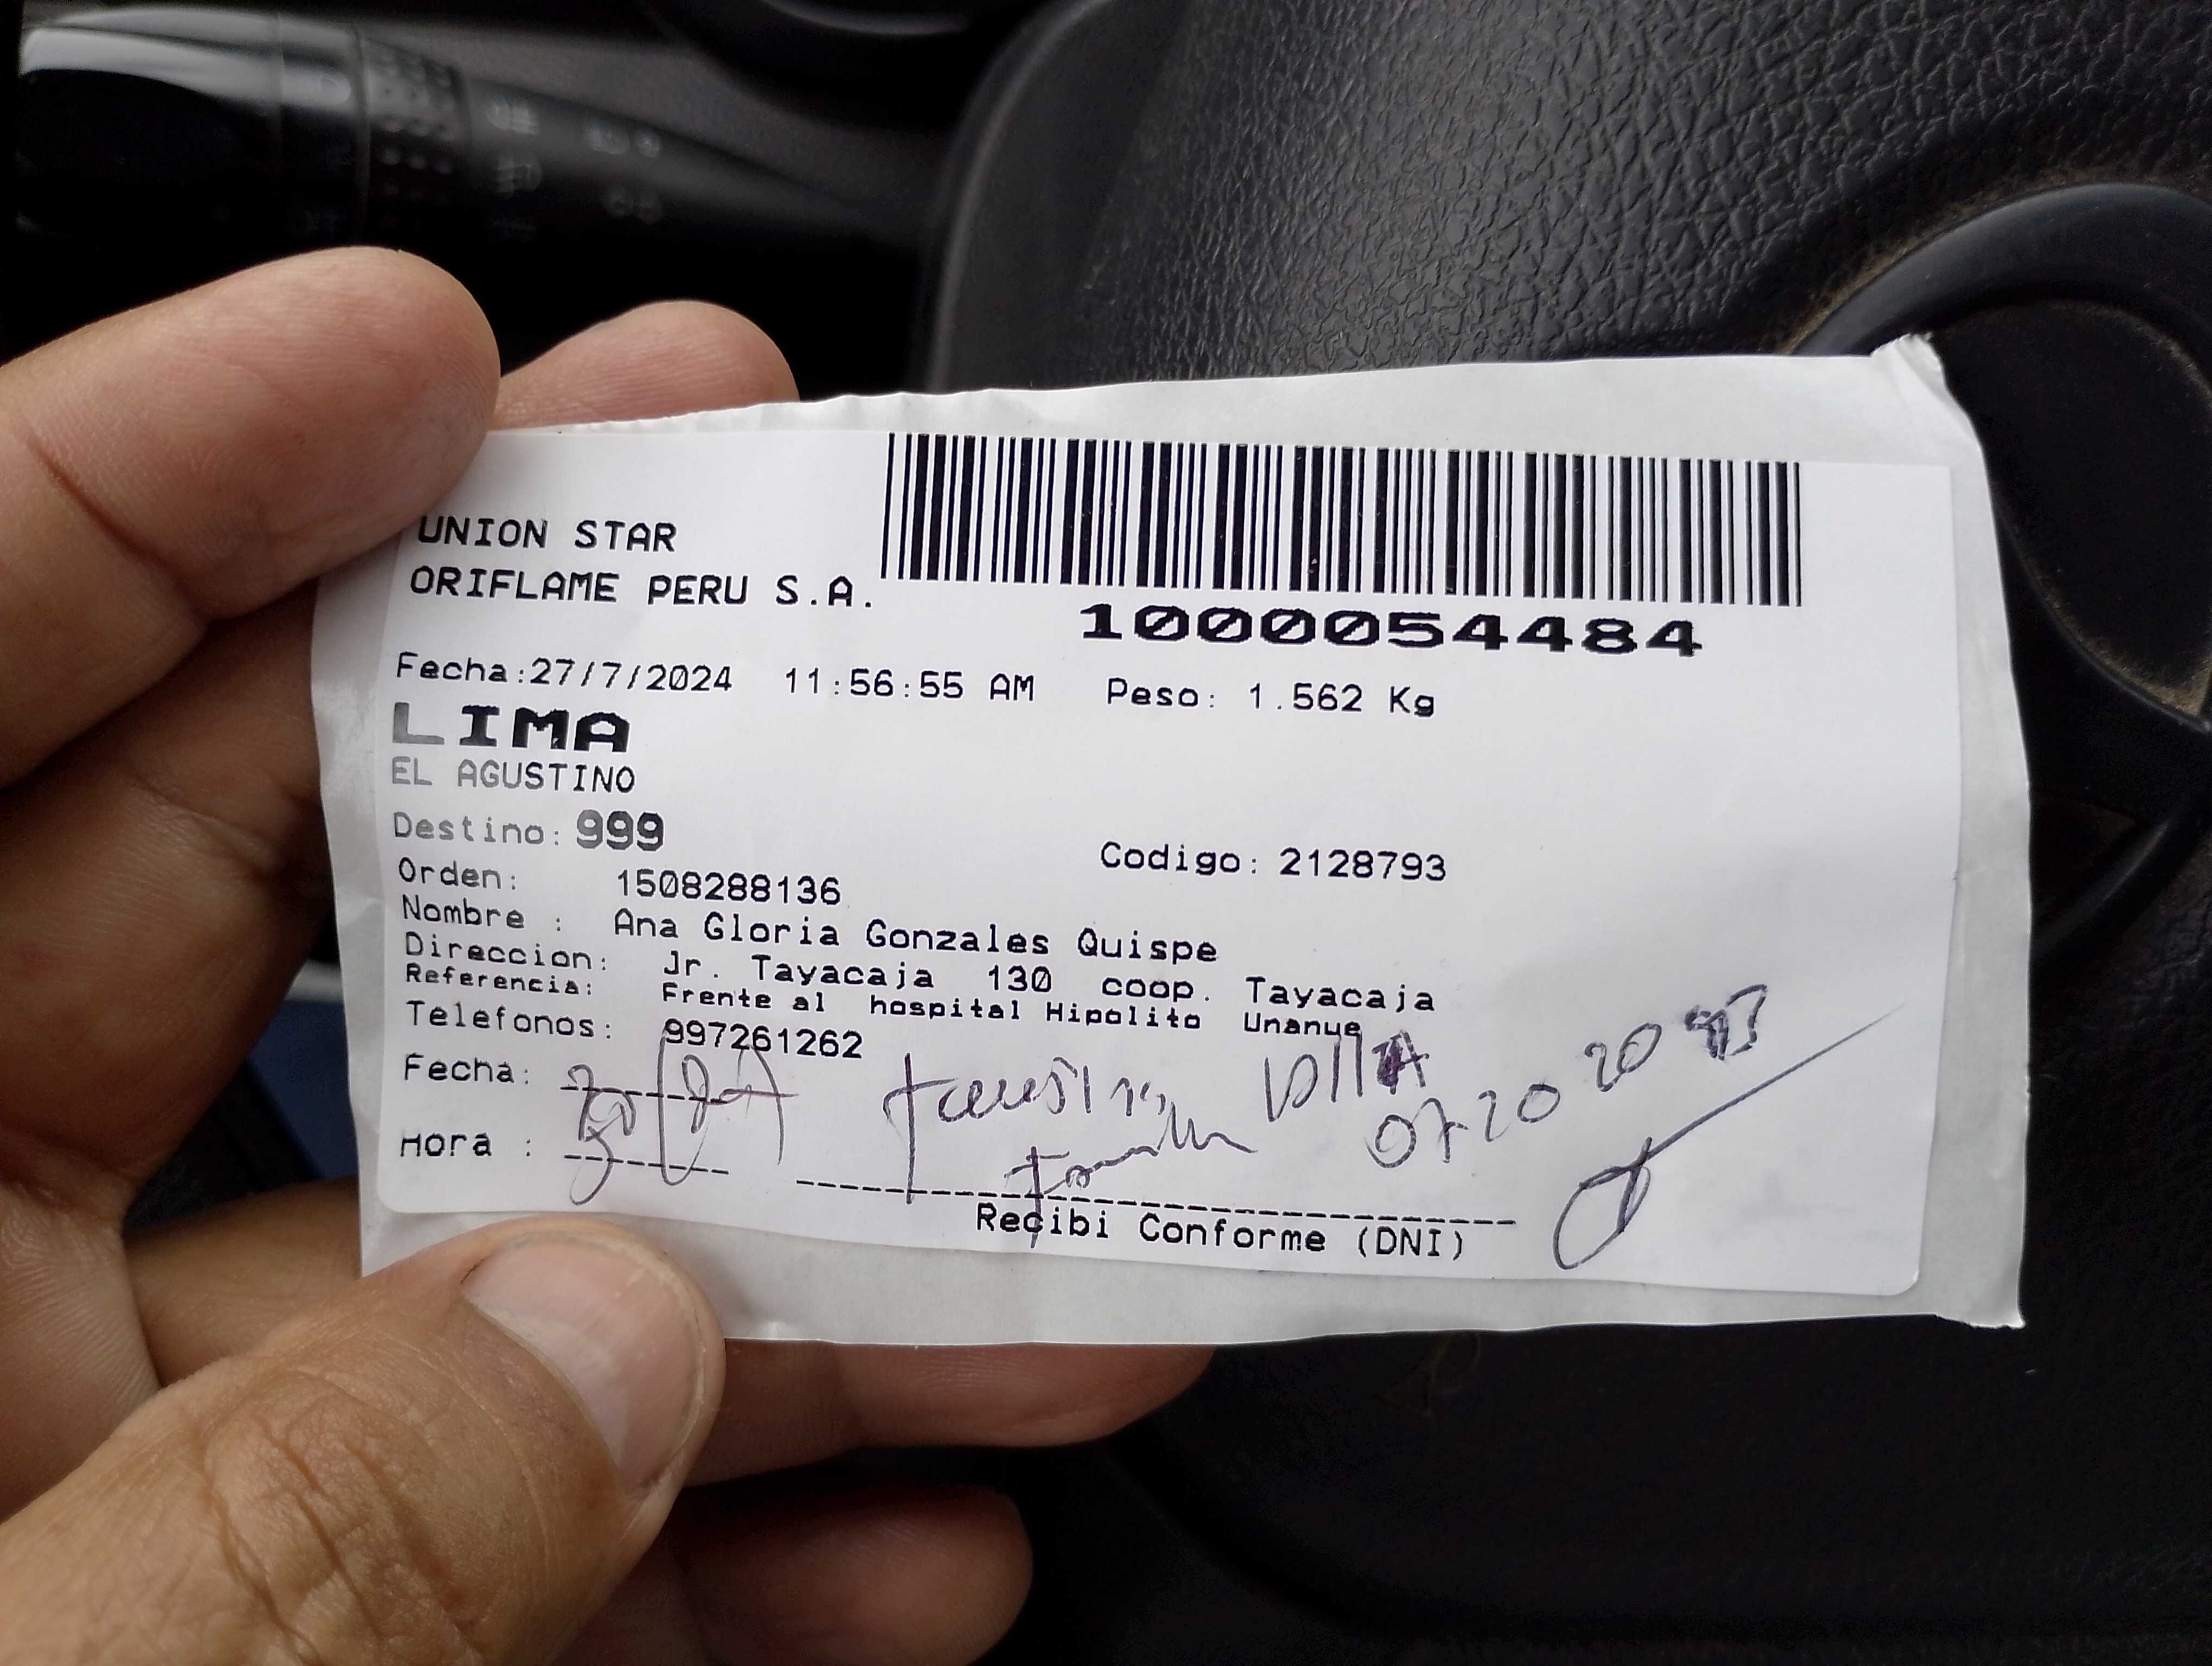 UNION STAR
ORIFLAME PERU S.A.
1000054484
Fecha:27/7/2024 11:56:55 AM Peso: 1.562 Kg
LIMA
EL AGUSTINO
Destino: 999 Codigo: 2128793
Orden: 1508288136
Nombre : Ana Gloria Gonzales Quispe
Direccion: Jr. Tayacaja 130 coop. Tayacaja
Referencia: Frente al hospital Hipolito Unanue
Telefonos: 997261262
Fecha:
Hora :
Recibi Conforme (DNI)